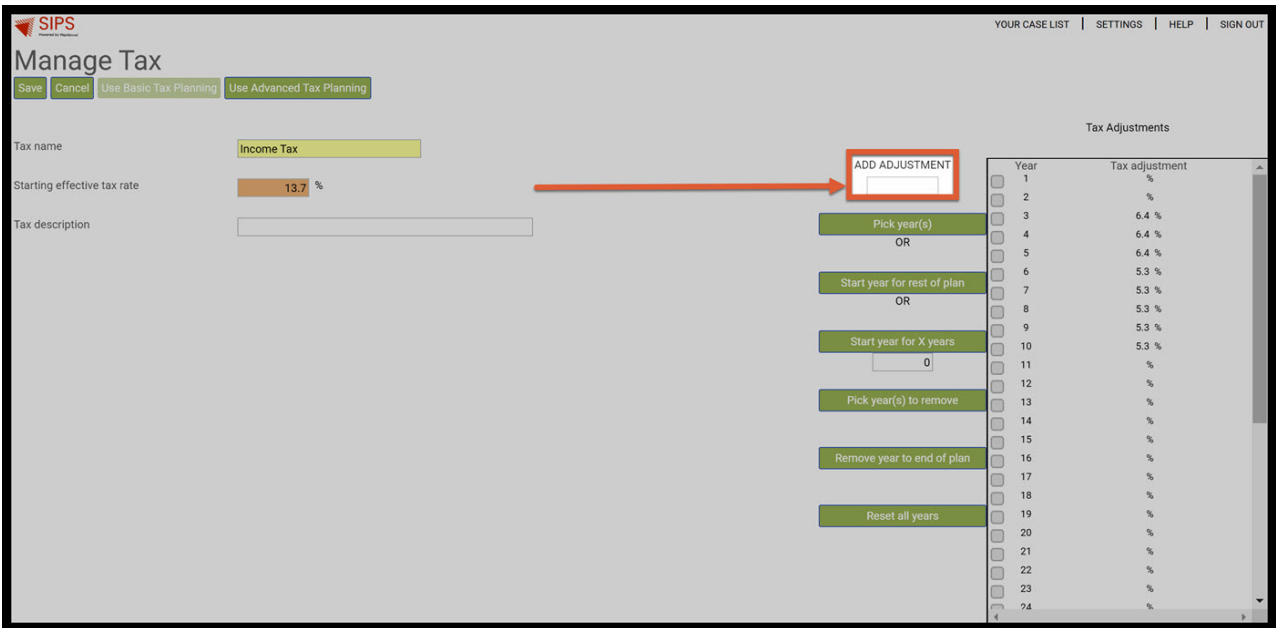 SIPS
YOUR CASE LIST | SETTINGS | HELP | SIGN OUT
Manage Tax
Save Cancel Use Basic Tax Planning Use Advanced Tax Planning
Tax name Income Tax
Starting effective tax rate 13.7 %
Tax description
ADD ADJUSTMENT
Pick year(s)
OR
Start year for rest of plan
OR
Start year for X years
0
Pick year(s) to remove
Remove year to end of plan
Reset all years
Tax Adjustments
Year Tax adjustment
1 %
2 %
3 6.4 %
4 6.4 %
5 6.4 %
6 5.3 %
7 5.3 %
8 5.3 %
9 5.3 %
10 5.3 %
11 %
12 %
13 %
14 %
15 %
16 %
17 %
18 %
19 %
20 %
21 %
22 %
23 %
24 %